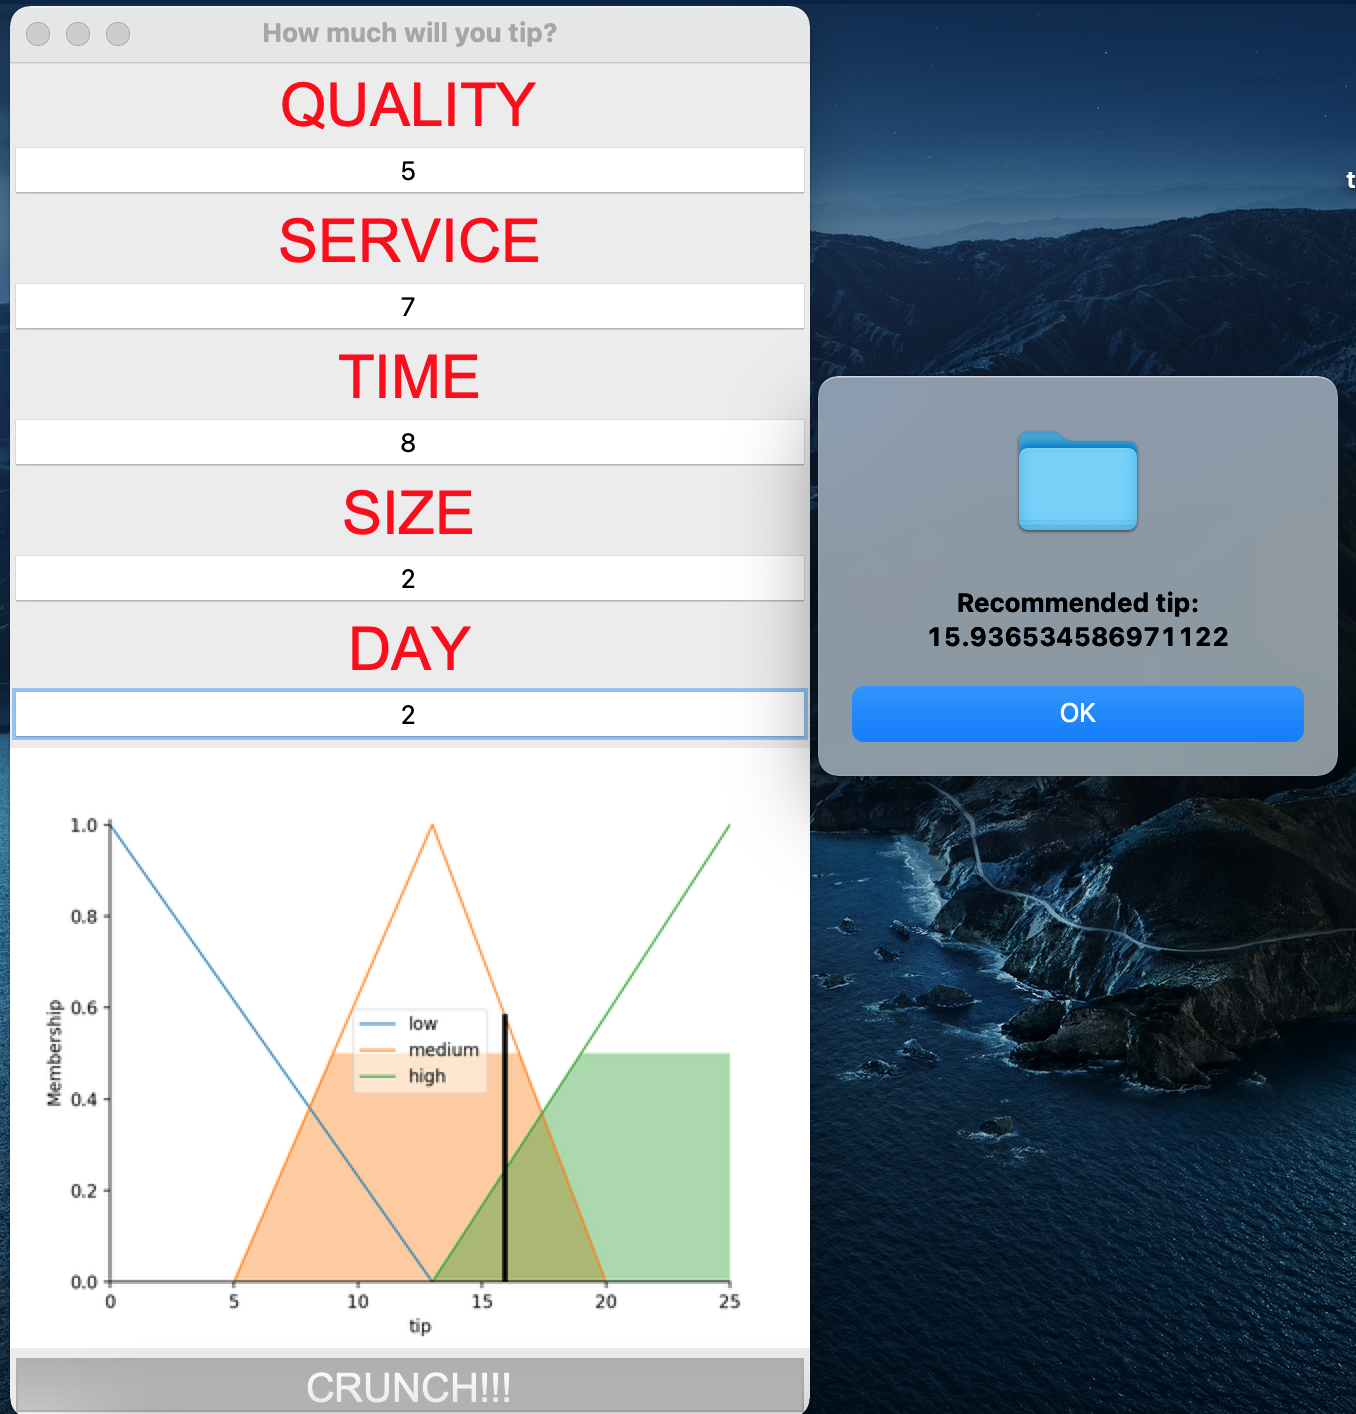 How much will you tip?
QUALITY
5
SERVICE
7
TIME
8
SIZE
2
DAY
2
1.0
0.8
0.6
0.4
0.2
0.0
Membership
low
medium
high
0 5 10 15 20 25
tip
CRUNCH!!!
t
Recommended tip:
15.936534586971122
OK